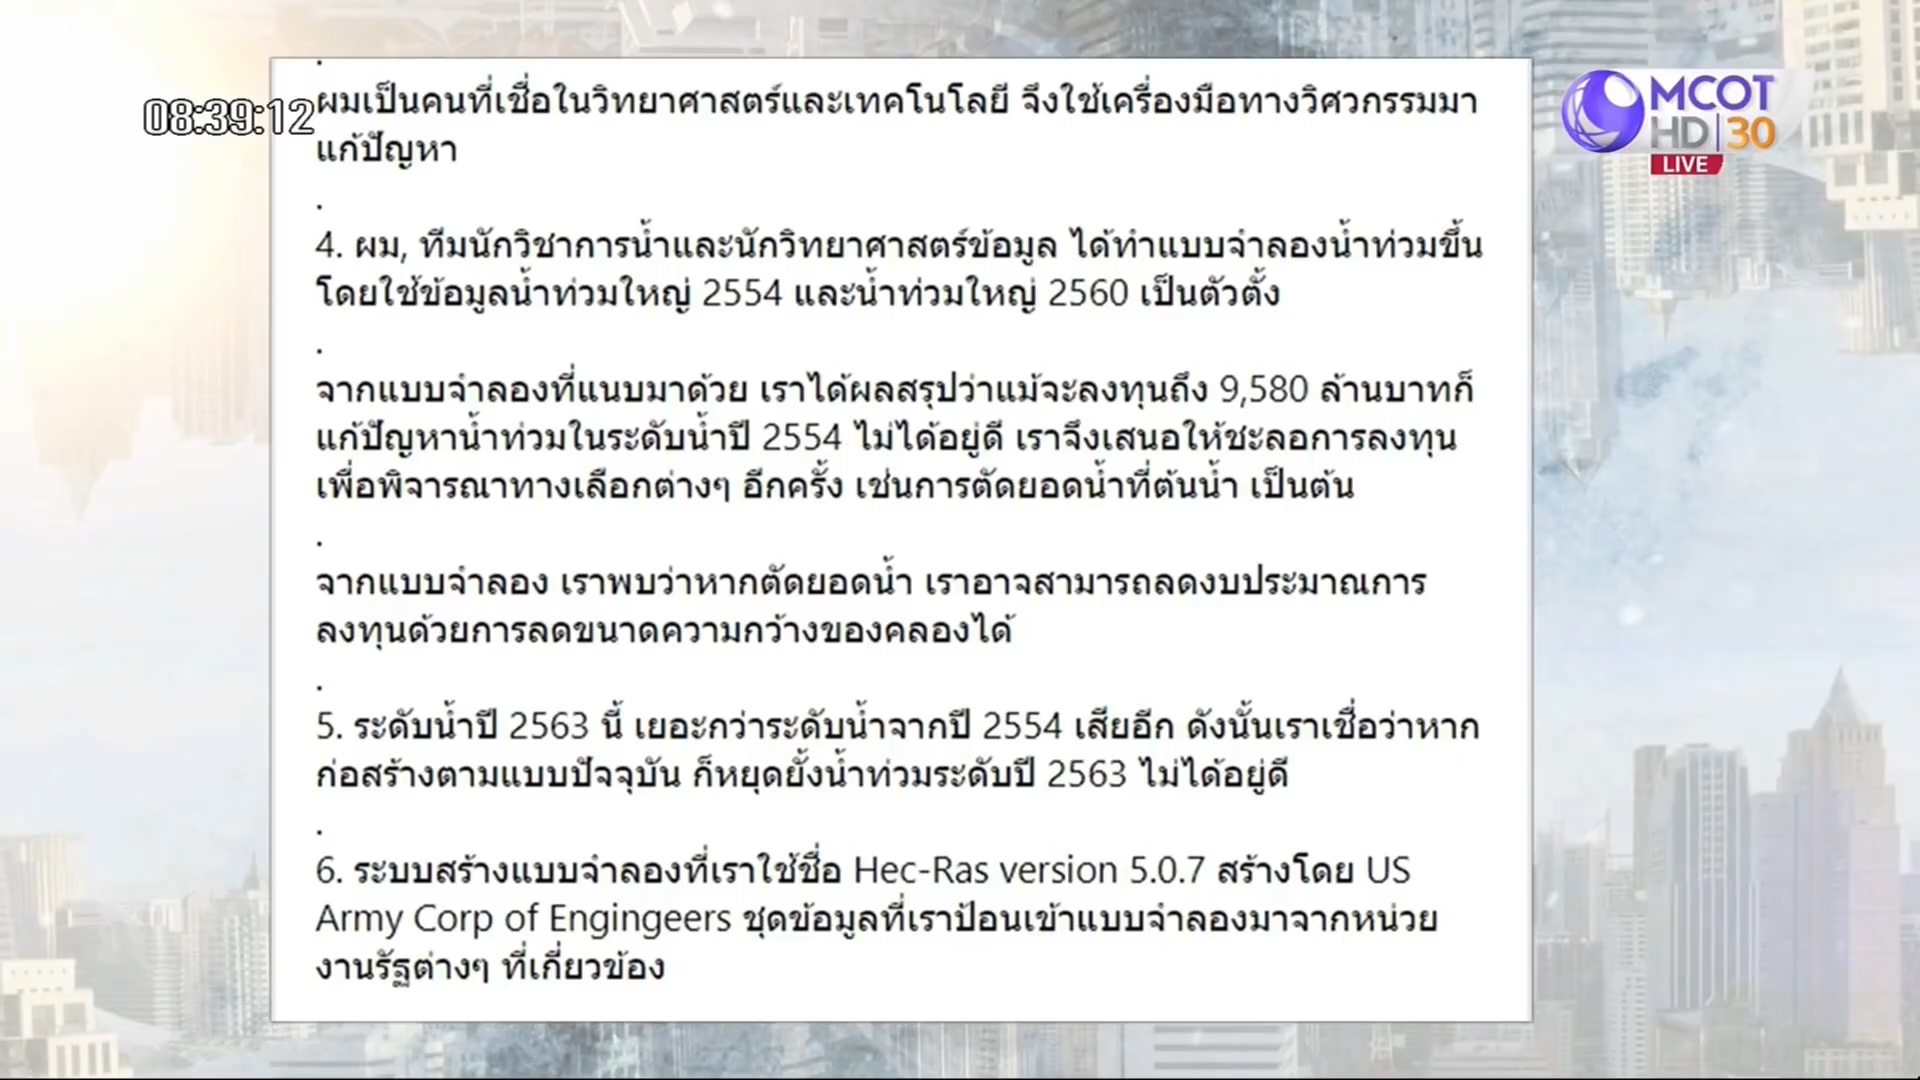 .
08:39:12
ผมเป็นคนที่เชื่อในวิทยาศาสตร์และเทคโนโลยี จึงใช้เครื่องมือทางวิศวกรรมมา
แก้ปัญหา
.
4. ผม, ทีมนักวิชาการน้ำและนักวิทยาศาสตร์ข้อมูล ได้ทำแบบจำลองน้ำท่วมขึ้น
โดยใช้ข้อมูลน้ำท่วมใหญ่ 2554 และน้ำท่วมใหญ่ 2560 เป็นตัวตั้ง
.
จากแบบจำลองที่แนบมาด้วย เราได้ผลสรุปว่าแม้จะลงทุนถึง 9,580 ล้านบาทก็
แก้ปัญหาน้ำท่วมในระดับน้ำปี 2554 ไม่ได้อยู่ดี เราจึงเสนอให้ชะลอการลงทุน
เพื่อพิจารณาทางเลือกต่างๆ อีกครั้ง เช่นการตัดยอดน้ำที่ต้นน้ำ เป็นต้น
.
จากแบบจำลอง เราพบว่าหากตัดยอดน้ำ เราอาจสามารถลดงบประมาณการ
ลงทุนด้วยการลดขนาดความกว้างของคลองได้
.
5. ระดับน้ำปี 2563 นี้ เยอะกว่าระดับน้ำจากปี 2554 เสียอีก ดังนั้นเราเชื่อว่าหาก
ก่อสร้างตามแบบปัจจุบัน ก็หยุดยั้งน้ำท่วมระดับปี 2563 ไม่ได้อยู่ดี
.
6. ระบบสร้างแบบจำลองที่เราใช้ชื่อ Hec-Ras version 5.0.7 สร้างโดย US
Army Corp of Engingeers ชุดข้อมูลที่เราป้อนเข้าแบบจำลองมาจากหน่วย
งานรัฐต่างๆ ที่เกี่ยวข้อง
MCOT
HD 30
LIVE